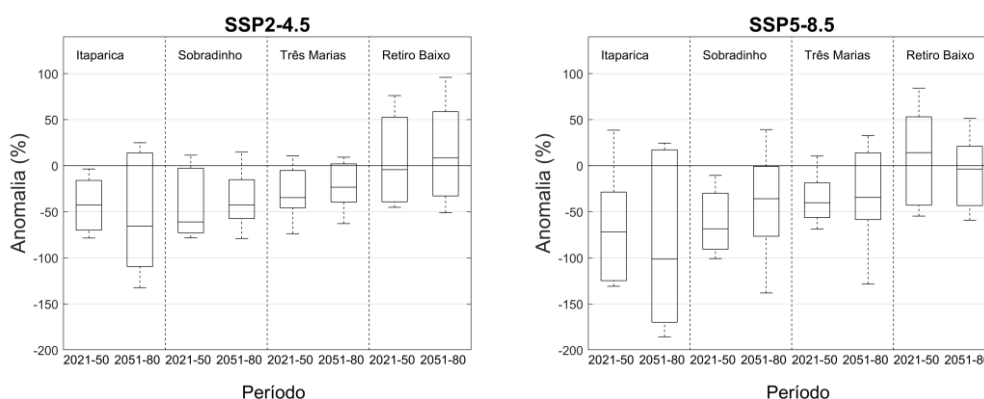 SSP2-4.5
Itaparica Sobradinho Três Marias Retiro Baixo
100
50
0
-50
-100
-150
-200
Anomalia (%)
2021-50 2051-80 2021-50 2051-80 2021-50 2051-80 2021-50 2051-80
Período
SSP5-8.5
Itaparica Sobradinho Três Marias Retiro Baixo
100
50
0
-50
-100
-150
-200
Anomalia (%)
2021-50 2051-80 2021-50 2051-80 2021-50 2051-80 2021-50 2051-80
Período